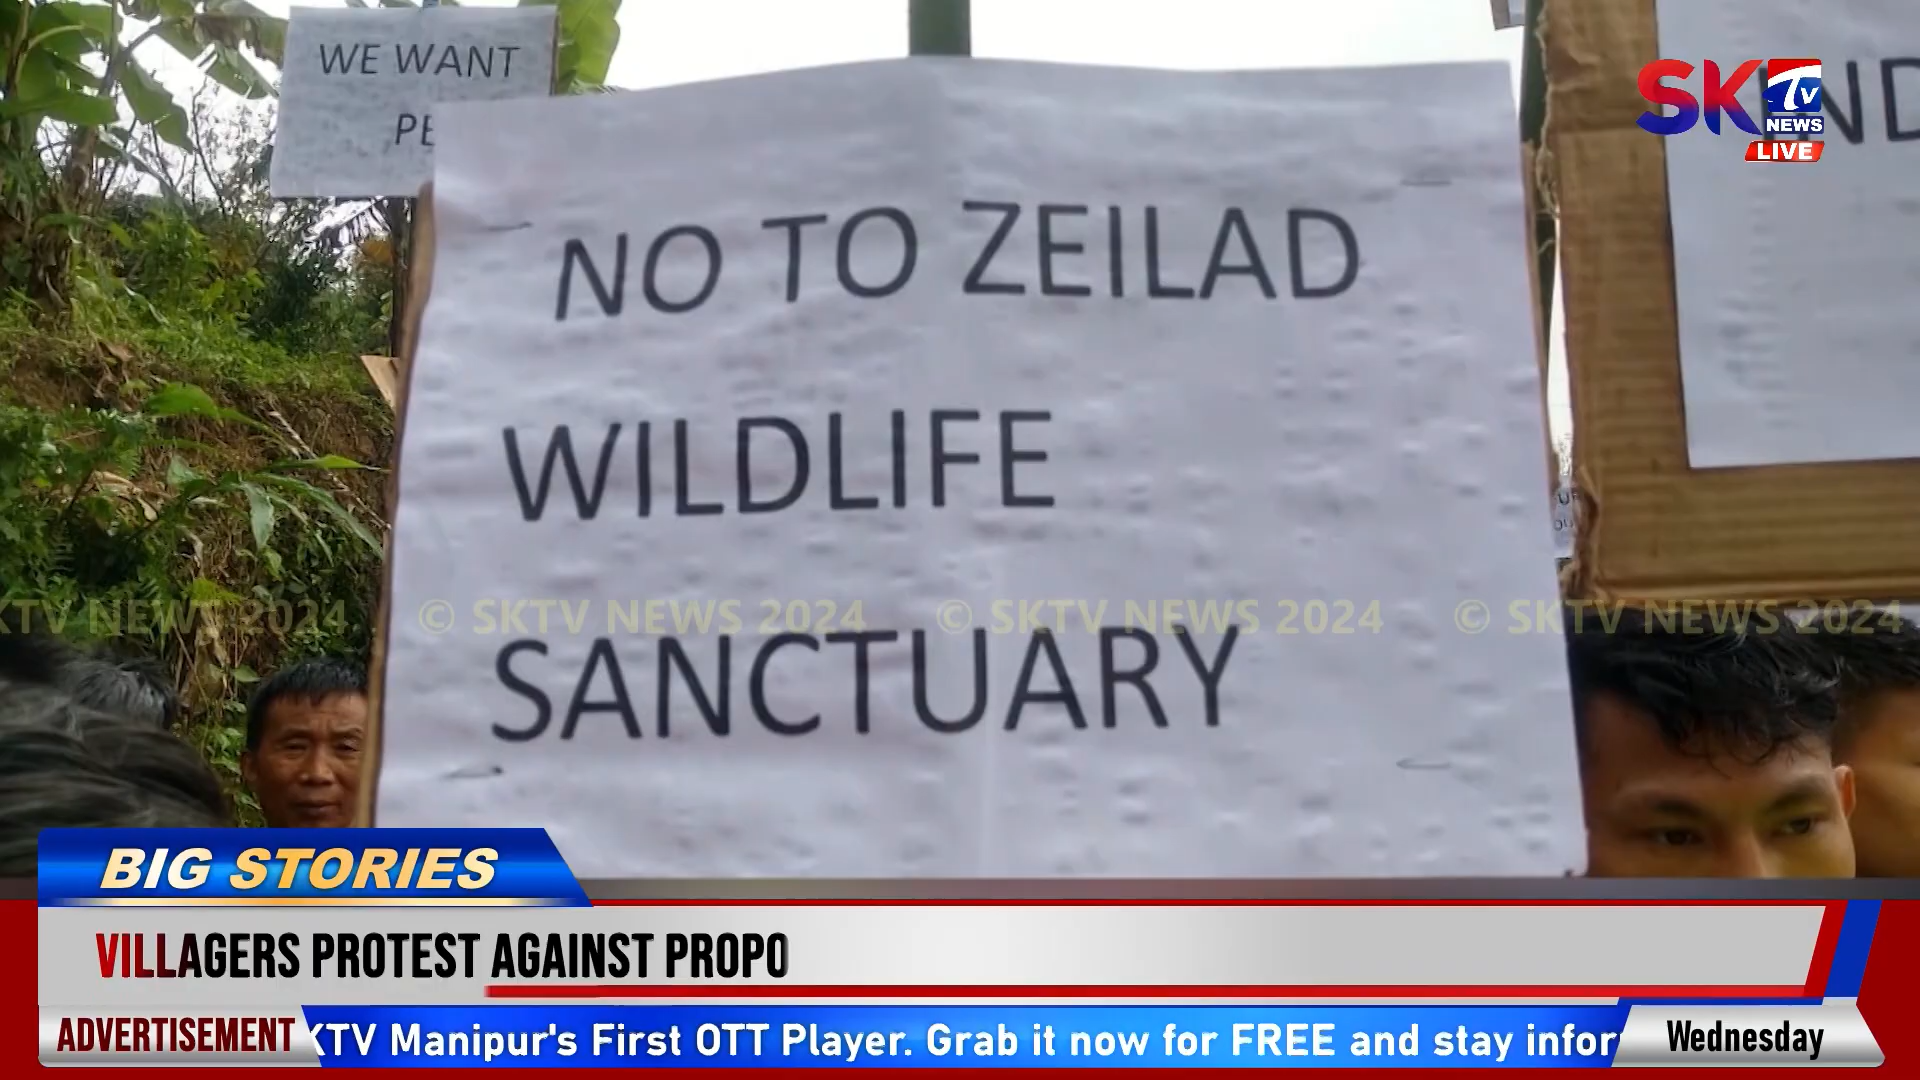 WE WANT
NO TO ZEILAD
WILDLIFE
SANCTUARY
SK TV
NEWS
LIVE
© SKTV NEWS 2024 © SKTV NEWS 2024 © SKTV NEWS 2024
BIG STORIES
VILLAGERS PROTEST AGAINST PROPO
ADVERTISEMENT
KTV Manipur's First OTT Player. Grab it now for FREE and stay infor
Wednesday